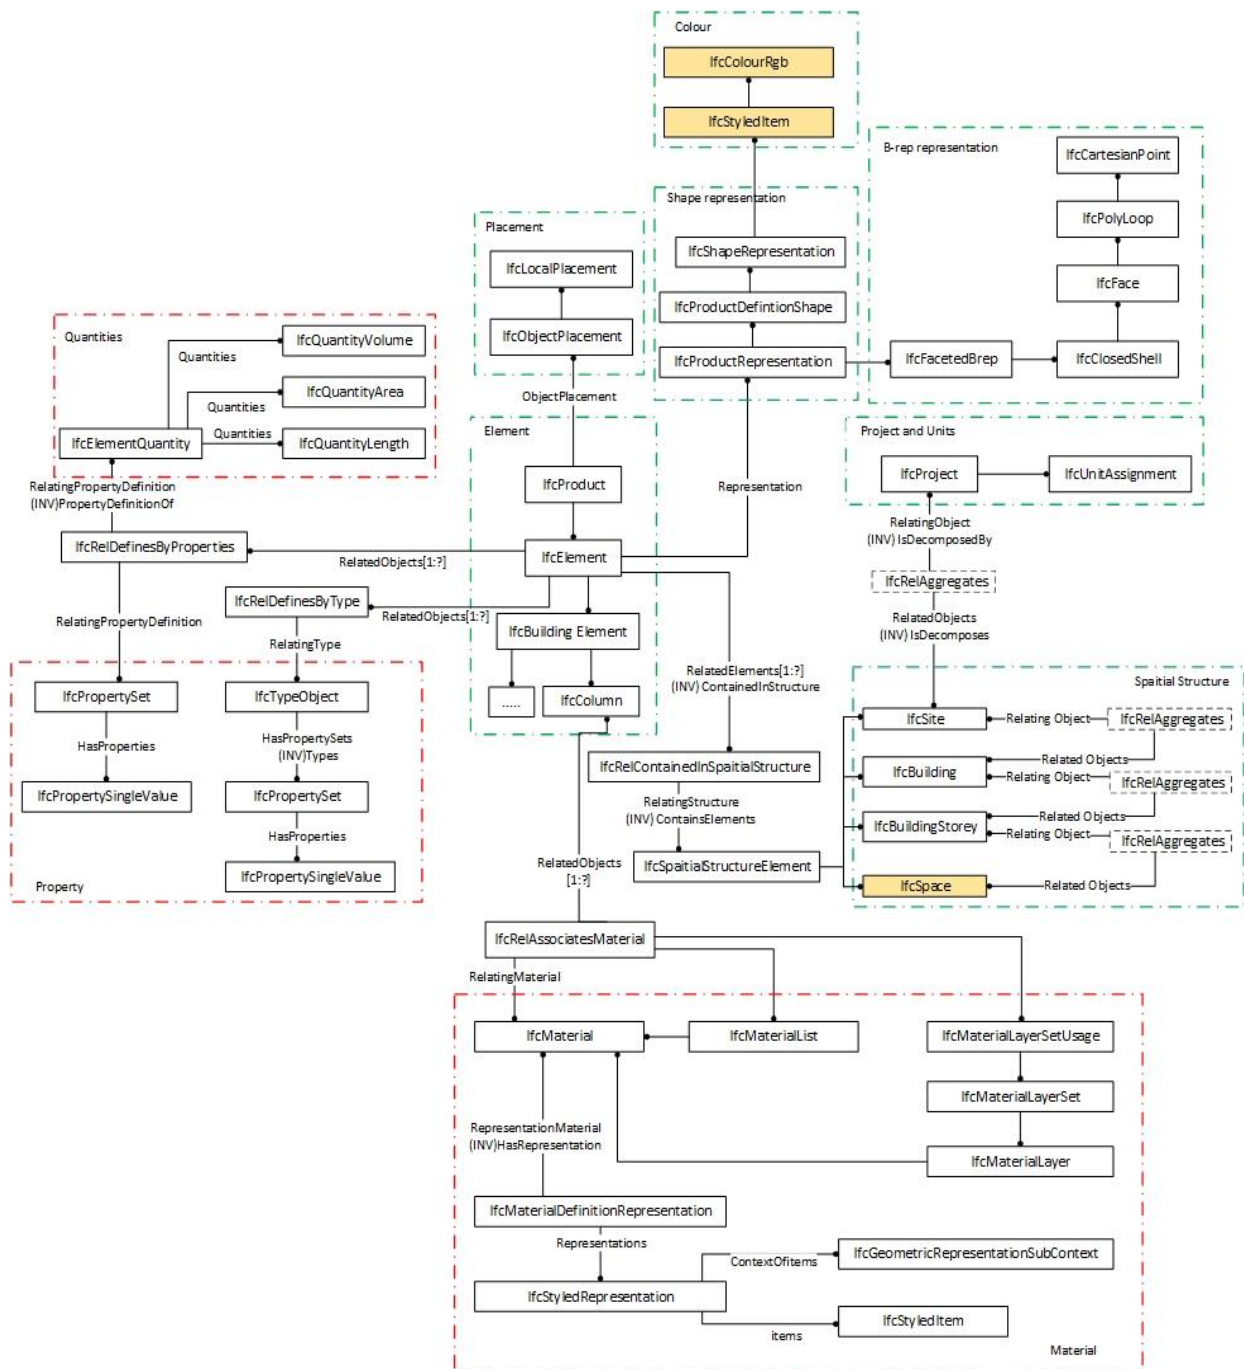 Colour
IfcColourRgb
IfcStyledItem
B-rep representation
IfcCartesianPoint
IfcPolyLoop
IfcFace
IfcFacetedBrep
IfcClosedShell
Shape representation
IfcShapeRepresentation
IfcProductDefintionShape
IfcProductRepresentation
Placement
IfcLocalPlacement
IfcObjectPlacement
ObjectPlacement
Quantities
Quantities
IfcQuantityVolume
IfcQuantityArea
Quantities
IfcElementQuantity
Quantities
IfcQuantityLength
RelatingPropertyDefinition
(INV)PropertyDefinitionOf
Element
IfcProduct
IfcElement
IfcBuilding Element
.....
IfcColumn
Representation
Project and Units
IfcProject
IfcUnitAssignment
RelatingObject
(INV) IsDecomposedBy
IfcRelAggregates
RelatedObjects
(INV) IsDecomposes
IfcRelDefinesByProperties
RelatedObjects[1:?]
IfcRelDefinesByType
RelatedObjects[1:?]
RelatingPropertyDefinition
RelatingType
IfcPropertySet
IfcTypeObject
HasProperties
HasPropertySets
(INV)Types
IfcPropertySingleValue
IfcPropertySet
HasProperties
IfcPropertySingleValue
Property
RelatedElements[1:?]
(INV) ContainedInStructure
IfcRelContainedInSpatialStructure
RelatingStructure
(INV) ContainsElements
IfcSpaitialStructureElement
Spaitial Structure
IfcSite
Relating Object
IfcRelAggregates
Related Objects
IfcBuilding
Relating Object
IfcRelAggregates
Related Objects
IfcBuildingStorey
Relating Object
IfcRelAggregates
IfcSpace
Related Objects
RelatedObjects
[1:?]
IfcRelAssociatesMaterial
RelatingMaterial
IfcMaterial
IfcMaterialList
IfcMaterialLayerSetUsage
IfcMaterialLayerSet
IfcMaterialLayer
RepresentationMaterial
(INV)HasRepresentation
IfcMaterialDefinitionRepresentation
Representations
ContextOfitems
IfcGeometricRepresentationSubContext
IfcStyledRepresentation
items
IfcStyledItem
Material